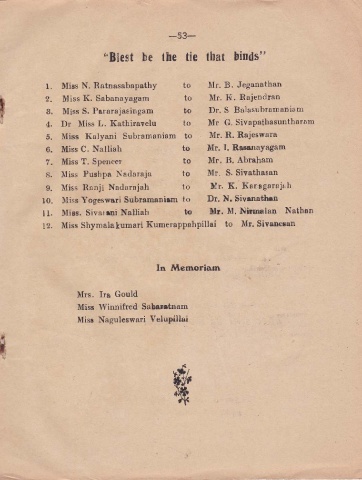 —53—
"Blest be the tie that binds"
1. Miss N. Ratnasabapathy to Mr. B. Jeganathan
2. Miss K. Sabanayagam to Mr. K. Rajendran
3. Miss S. Pararajasingam to Dr. S Balasubramaniam
4. Dr Miss L. Kathiravelu to Mr. G. Sivapathasuntharam
5. Miss Kalyani Subramaniam to Mr. R. Rajeswara
6. Miss C. Nalliah to Mr. I. Rasanayagam
7. Miss T. Spencer to Mr. B. Abraham
8. Miss Pushpa Nadaraja to Mr. S. Sivathasan
9. Miss Ranji Nadarajah to Mr. K. Kanagarajah
10. Miss Yogeswari Subramaniam to Dr. N. Sivanathan
11. Miss. Sivarani Nalliah to Mr. M. Nirmalan Nathan
12. Miss Shymalakumari Kumerappahpillai to Mr. Sivanesan
In Memoriam
Mrs. Ira Gould
Miss Winnifred Sabaratnam
Miss Naguleswari Velupillai